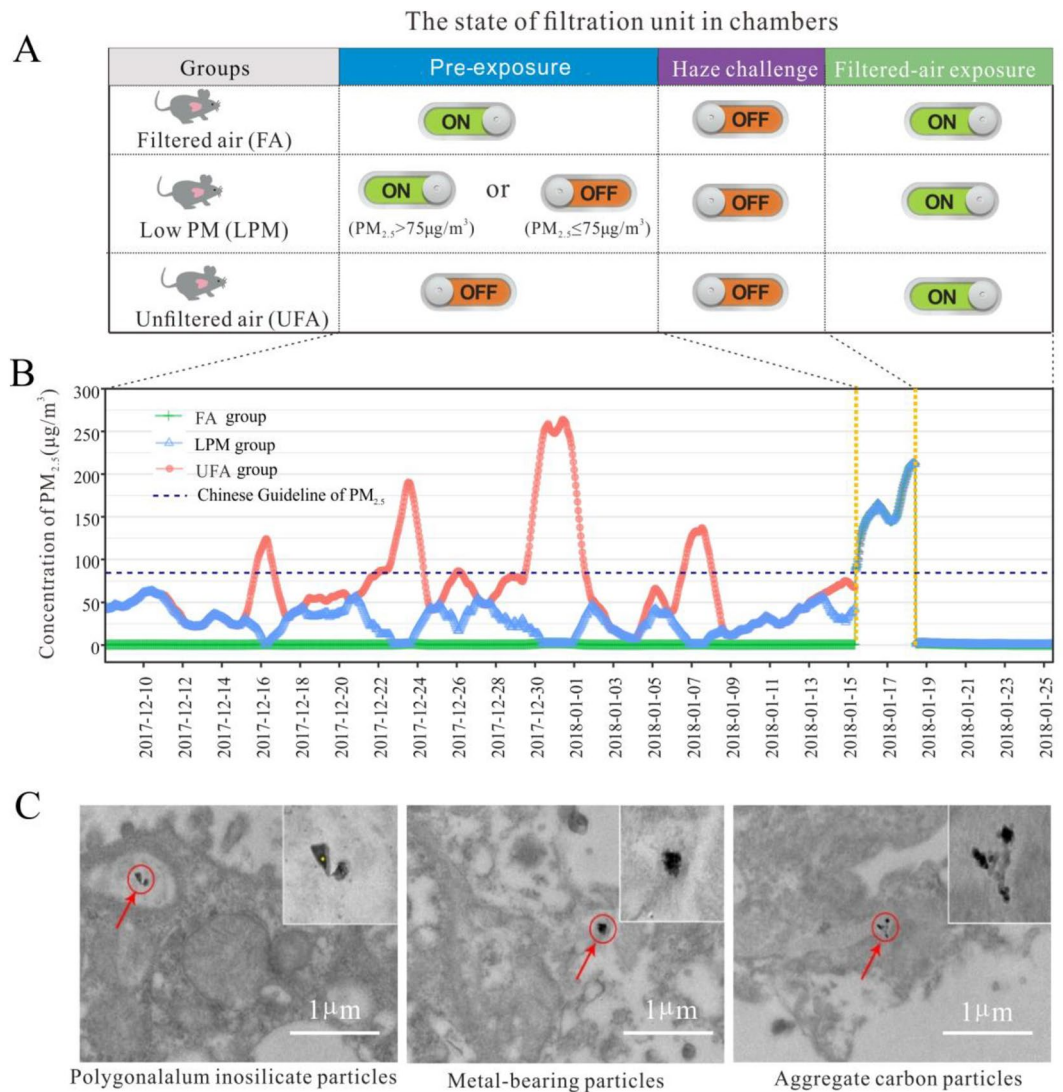 The state of filtration unit in chambers
A
Groups Pre-exposure Haze challenge Filtered-air exposure
ON OFF ON
Filtered air (FA)
ON or OFF OFF ON
Low PM (LPM) (PM2.5>75μg/m3) (PM2.5≤75μg/m3)
OFF OFF ON
Unfiltered air (UFA)
B
Concentration of PM2.5(μg/m3)
300
250
200
150
100
50
0
FA group
LPM group
UFA group
Chinese Guideline of PM2.5
2017-12-10 2017-12-12 2017-12-14 2017-12-16 2017-12-18 2017-12-20 2017-12-22 2017-12-24 2017-12-26 2017-12-28 2017-12-30 2018-01-01 2018-01-03 2018-01-05 2018-01-07 2018-01-09 2018-01-11 2018-01-13 2018-01-15 2018-01-17 2018-01-19 2018-01-21 2018-01-23 2018-01-25
C
1μm 1μm 1μm
Polygonalalum inosilicate particles Metal-bearing particles Aggregate carbon particles